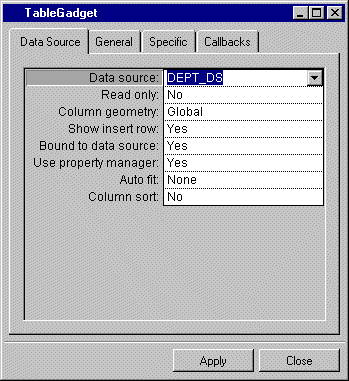 TableGadget
Data Source General Specific Callbacks
Data source: DEPT_DS
Read only: No
Column geometry: Global
Show insert row: Yes
Bound to data source: Yes
Use property manager: Yes
Auto fit: None
Column sort: No
Apply Close